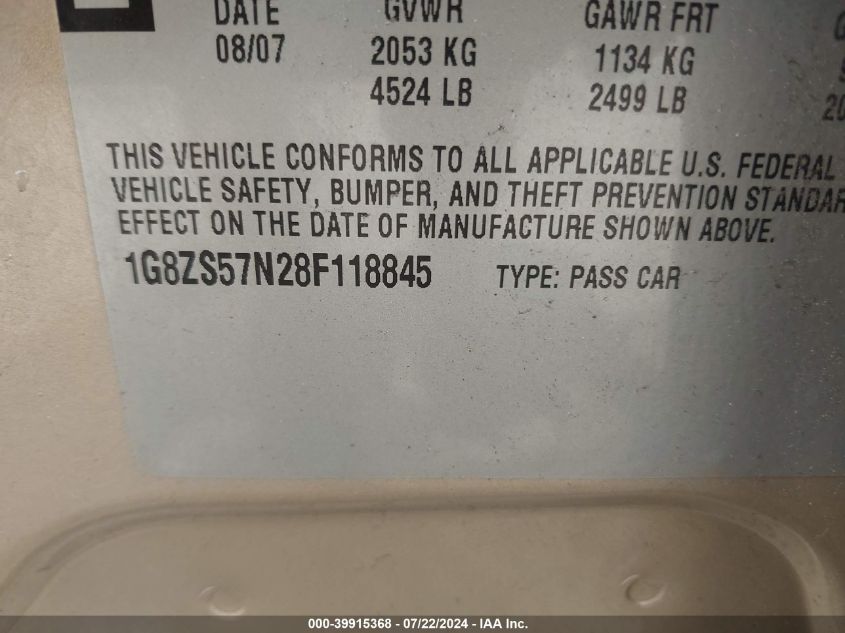 DATE GVWR GAWR FRT
08/07 2053 KG 1134 KG
4524 LB 2499 LB 20
THIS VEHICLE CONFORMS TO ALL APPLICABLE U.S. FEDERAL
VEHICLE SAFETY, BUMPER, AND THEFT PREVENTION STANDAR
EFFECT ON THE DATE OF MANUFACTURE SHOWN ABOVE.
1G8ZS57N28F118845 TYPE: PASS CAR
000-39915368 - 07/22/2024 - IAA Inc.